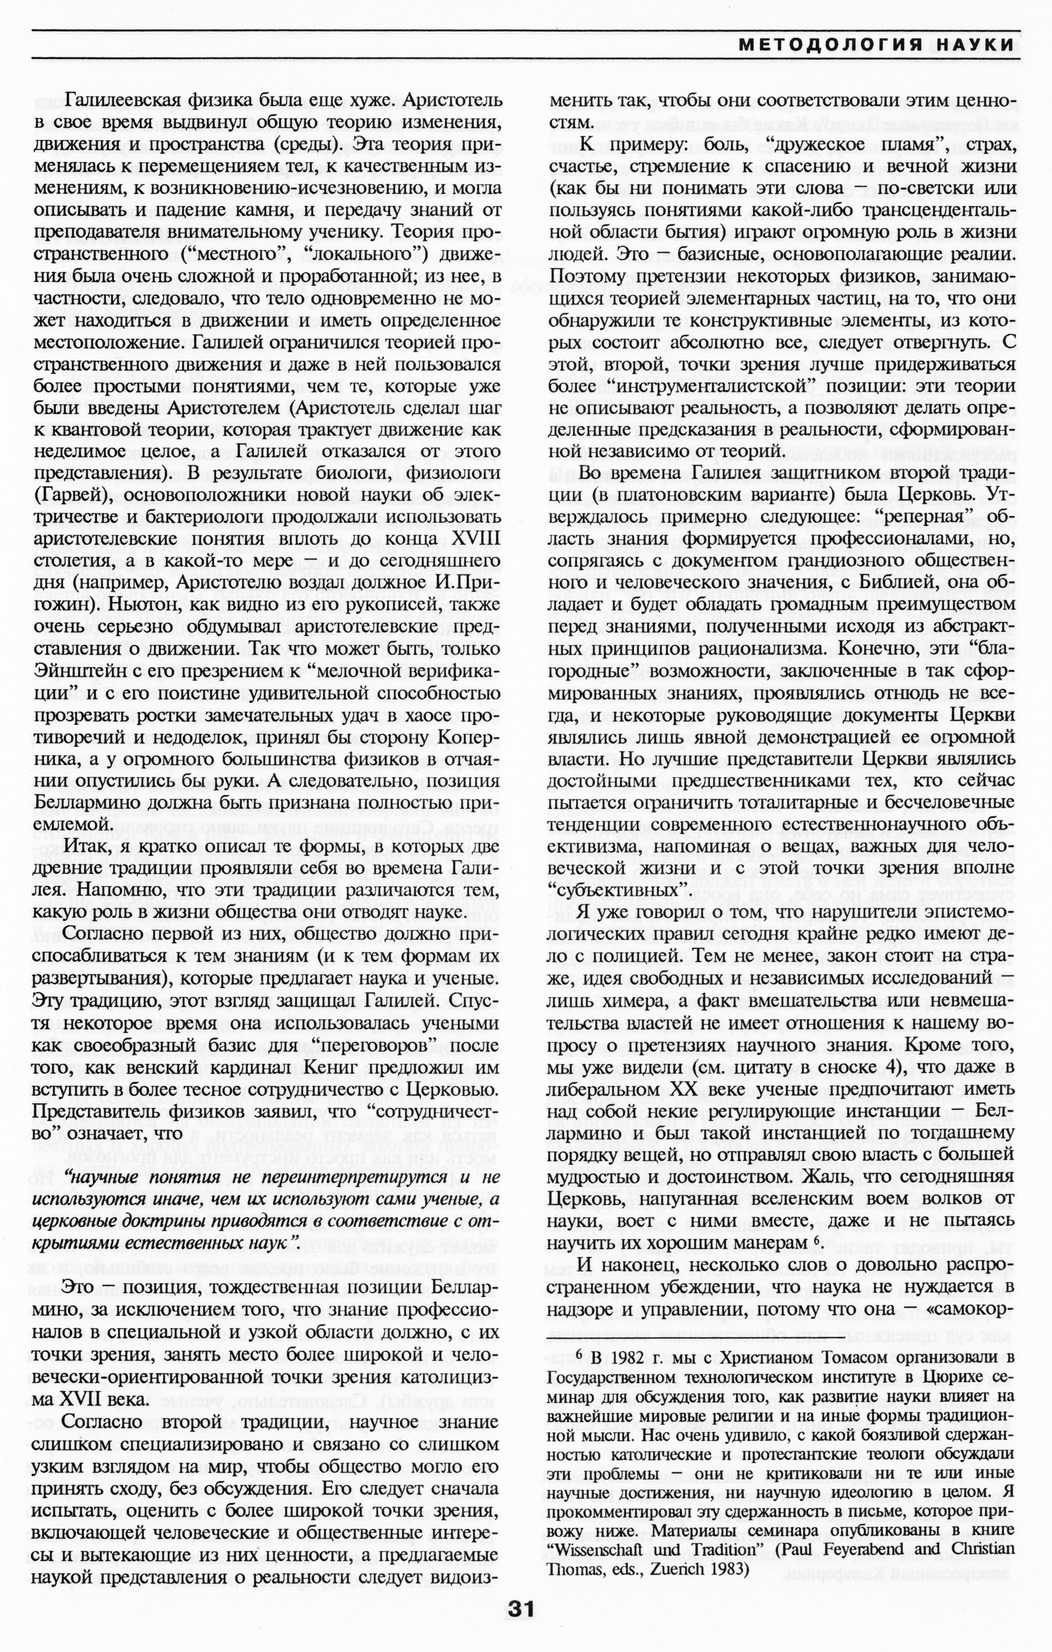 МЕТОДОЛОГИЯ НАУКИ
Галилеевская физика была еще хуже. Аристотель
в свое время выдвинул общую теорию изменения,
движения и пространства (среды). Эта теория при-
менялась к перемещенияем тел, к качественным из-
менениям, к возникновению-исчезновению, и могла
описывать и падение камня, и передачу знаний от
преподавателя внимательному ученику. Теория про-
странственного (“местного”, “локального”) движе-
ния была очень сложной и проработанной; из нее, в
частности, следовало, что тело одновременно не мо-
жет находиться в движении и иметь определенное
местоположение. Галилей ограничился теорией про-
странственного движения и даже в ней пользовался
более простыми понятиями, чем те, которые уже
были введены Аристотелем (Аристотель сделал шаг
к квантовой теории, которая трактует движение как
неделимое целое, а Галилей отказался от этого
представления). В результате биологи, физиологи
(Гарвей), основоположники новой науки об элек-
тричестве и бактериологи продолжали использовать
аристотелевские понятия вплоть до конца XVIII
столетия, а в какой-то мере — и до сегодняшнего
дня (например, Аристотелю воздал должное И.При-
гожин). Ньютон, как видно из его рукописей, также
очень серьезно обдумывал аристотелевские пред-
ставления о движении. Так что может быть, только
Эйнштейн с его презрением к “мелочной верифика-
ции” и с его поистине удивительной способностью
прозревать ростки замечательных удач в хаосе про-
тиворечий и недоделок, принял бы сторону Копер-
ника, а у огромного большинства физиков в отчая-
нии опустились бы руки. А следовательно, позиция
Беллармино должна быть признана полностью при-
емлемой.
Итак, я кратко описал те формы, в которых две
древние традиции проявляли себя во времена Гали-
лея. Напомню, что эти традиции различаются тем,
какую роль в жизни общества они отводят науке.
Согласно первой из них, общество должно при-
спосабливаться к тем знаниям (и к тем формам их
развертывания), которые предлагает наука и ученые.
Эту традицию, этот взгляд защищал Галилей. Спус-
тя некоторое время она использовалась учеными
как своеобразный базис для “переговоров” после
того, как венский кардинал Кениг предложил им
вступить в более тесное сотрудничество с Церковью.
Представитель физиков заявил, что “сотрудничест-
во” означает, что
“научные понятия не переинтерпретирутся и не
используются иначе, чем их используют сами ученые, а
церковные доктрины приводятся в соответствие с от-
крытиями естественных наук”.
Это — позиция, тождественная позиции Беллар-
мино, за исключением того, что знание профессио-
налов в специальной и узкой области должно, с их
точки зрения, занять место более широкой и чело-
вечески-ориентированной точки зрения католициз-
ма XVII века.
Согласно второй традиции, научное знание
слишком специализировано и связано со слишком
узким взглядом на мир, чтобы общество могло его
принять сходу, без обсуждения. Его следует сначала
испытать, оценить с более широкой точки зрения,
включающей человеческие и общественные интере-
сы и вытекающие из них ценности, а предлагаемые
наукой представления о реальности следует видоиз-
менить так, чтобы они соответствовали этим ценно-
стям.
К примеру: боль, “дружеское пламя”, страх,
счастье, стремление к спасению и вечной жизни
(как бы ни понимать эти слова — по-светски или
пользуясь понятиями какой-либо трансценденталь-
ной области бытия) играют огромную роль в жизни
людей. Это — базисные, основополагающие реалии.
Поэтому претензии некоторых физиков, занимаю-
щихся теорией элементарных частиц, на то, что они
обнаружили те конструктивные элементы, из кото-
рых состоит абсолютно все, следует отвергнуть. С
этой, второй, точки зрения лучше придерживаться
более “инструменталистской” позиции: эти теории
не описывают реальность, а позволяют делать опре-
деленные предсказания в реальности, сформирован-
ной независимо от теорий.
Во времена Галилея защитником второй тради-
ции (в платоновским варианте) была Церковь. Ут-
верждалось примерно следующее: “реперная” об-
ласть знания формируется профессионалами, но,
сопрягаясь с документом грандиозного обществен-
ного и человеческого значения, с Библией, она об-
ладает и будет обладать громадным преимуществом
перед знаниями, полученными исходя из абстракт-
ных принципов рационализма. Конечно, эти “бла-
городные” возможности, заключенные в так сфор-
мированных знаниях, проявлялись отнюдь не все-
гда, и некоторые руководящие документы Церкви
являлись лишь явной демонстрацией ее огромной
власти. Но лучшие представители Церкви являлись
достойными предшественниками тех, кто сейчас
пытается ограничить тоталитарные и бесчеловечные
тенденции современного естественнонаучного объ-
ективизма, напоминая о вещах, важных для чело-
веческой жизни и с этой точки зрения вполне
“субъективных”.
Я уже говорил о том, что нарушители эпистемо-
логических правил сегодня крайне редко имеют де-
ло с полицией. Тем не менее, закон стоит на стра-
же, идея свободных и независимых исследований —
лишь химера, а факт вмешательства или невмеша-
тельства властей не имеет отношения к нашему во-
просу о претензиях научного знания. Кроме того,
мы уже видели (см. цитату в сноске 4), что даже в
либеральном XX веке ученые предпочитают иметь
над собой некие регулирующие инстанции — Бел-
лармино и был такой инстанцией по тогдашнему
порядку вещей, но отправлял свою власть с большей
мудростью и достоинством. Жаль, что сегодняшняя
Церковь, напуганная вселенским воем волков от
науки, воет с ними вместе, даже и не пытаясь
научить их хорошим манерам ⁶.
И наконец, несколько слов о довольно распро-
страненном убеждении, что наука не нуждается в
надзоре и управлении, потому что она — «самокор-
⁶ В 1982 г. мы с Христианом Томасом организовали в
Государственном технологическом институте в Цюрихе се-
минар для обсуждения того, как развитие науки влияет на
важнейшие мировые религии и на иные формы традицион-
ной мысли. Нас очень удивило, с какой боязливой сдержан-
ностью католические и протестантские теологи обсуждали
эти проблемы — они не критиковали ни те или иные
научные достижения, ни научную идеологию в целом. Я
прокомментировал эту сдержанность в письме, которое при-
вожу ниже. Материалы семинара опубликованы в книге
“Wissenschaft und Tradition” (Paul Feyerabend and Christian
Thomas, eds., Zuerich 1983)
31